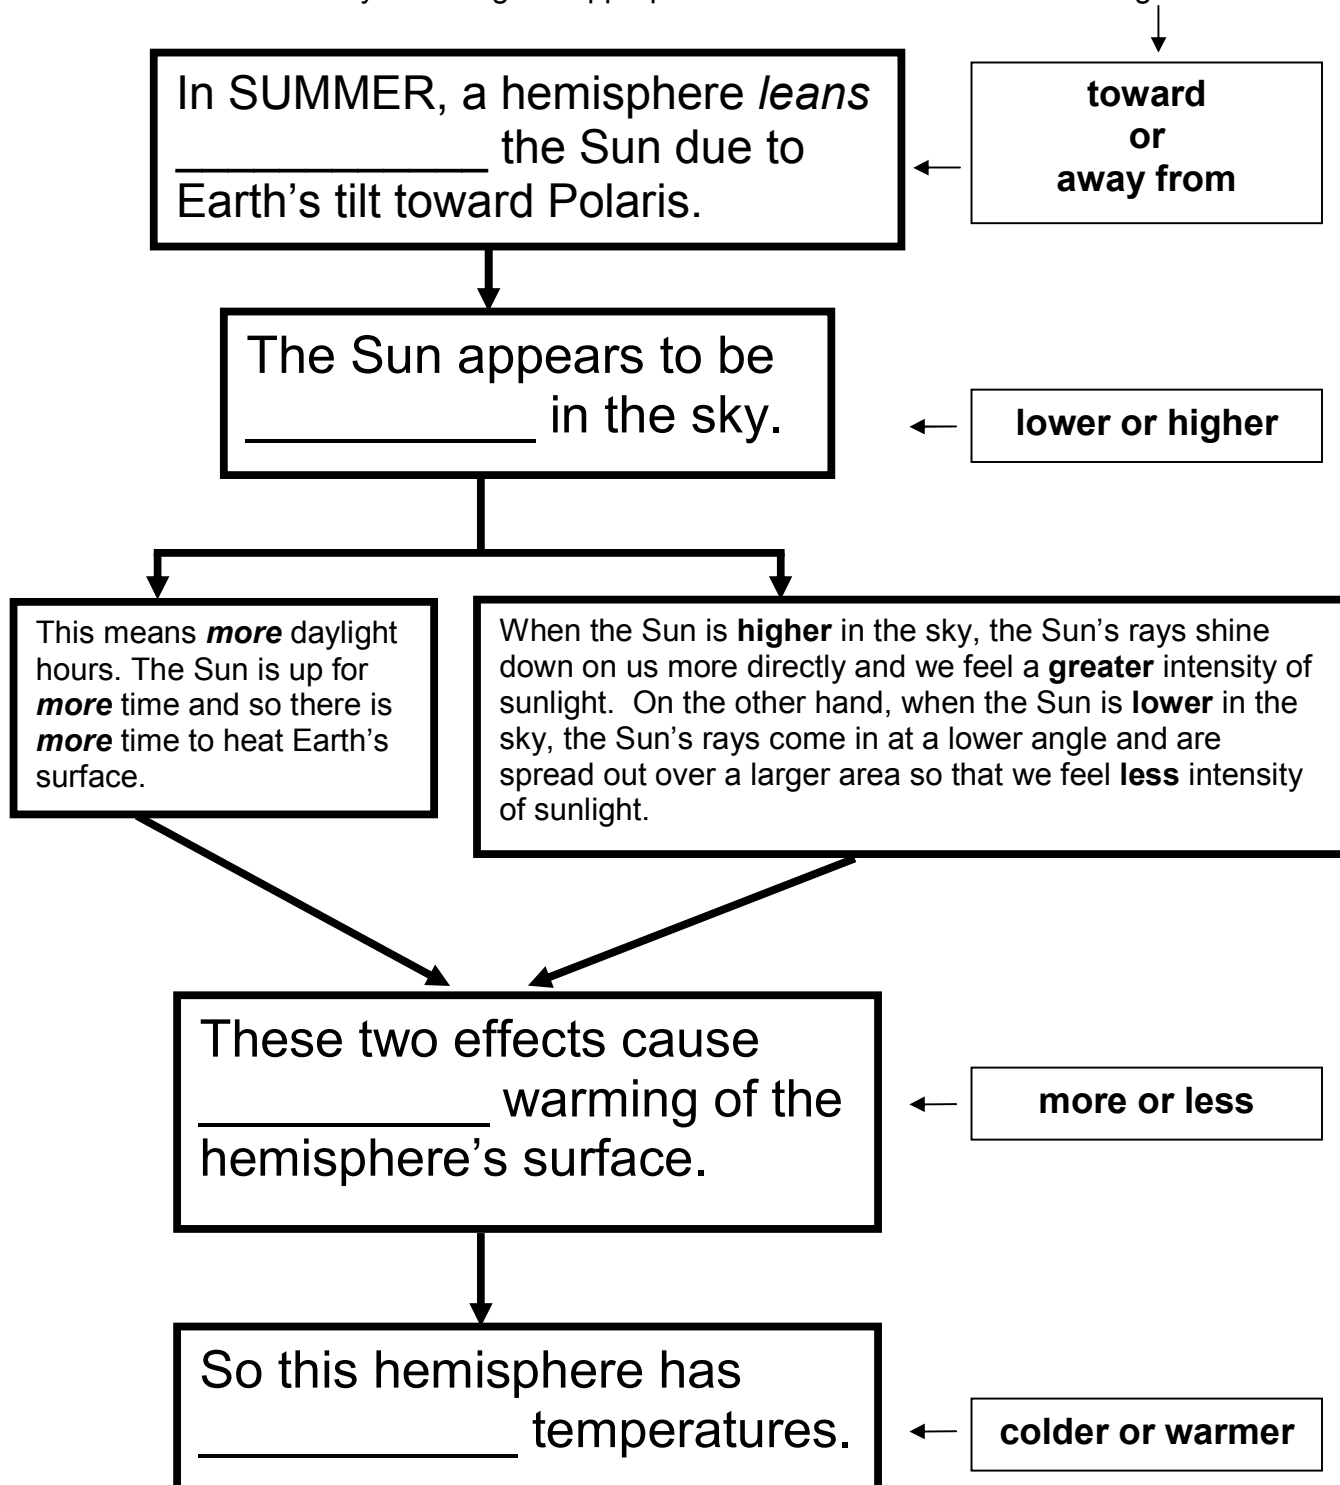 In SUMMER, a hemisphere leans
____________ the Sun due to
Earth’s tilt toward Polaris.
toward
or
away from
The Sun appears to be
____________ in the sky.
lower or higher
This means more daylight
hours. The Sun is up for
more time and so there is
more time to heat Earth’s
surface.
When the Sun is higher in the sky, the Sun’s rays shine
down on us more directly and we feel a greater intensity of
sunlight.  On the other hand, when the Sun is lower in the
sky, the Sun’s rays come in at a lower angle and are
spread out over a larger area so that we feel less intensity
of sunlight.
These two effects cause
____________ warming of the
hemisphere’s surface.
more or less
So this hemisphere has
____________ temperatures.
colder or warmer